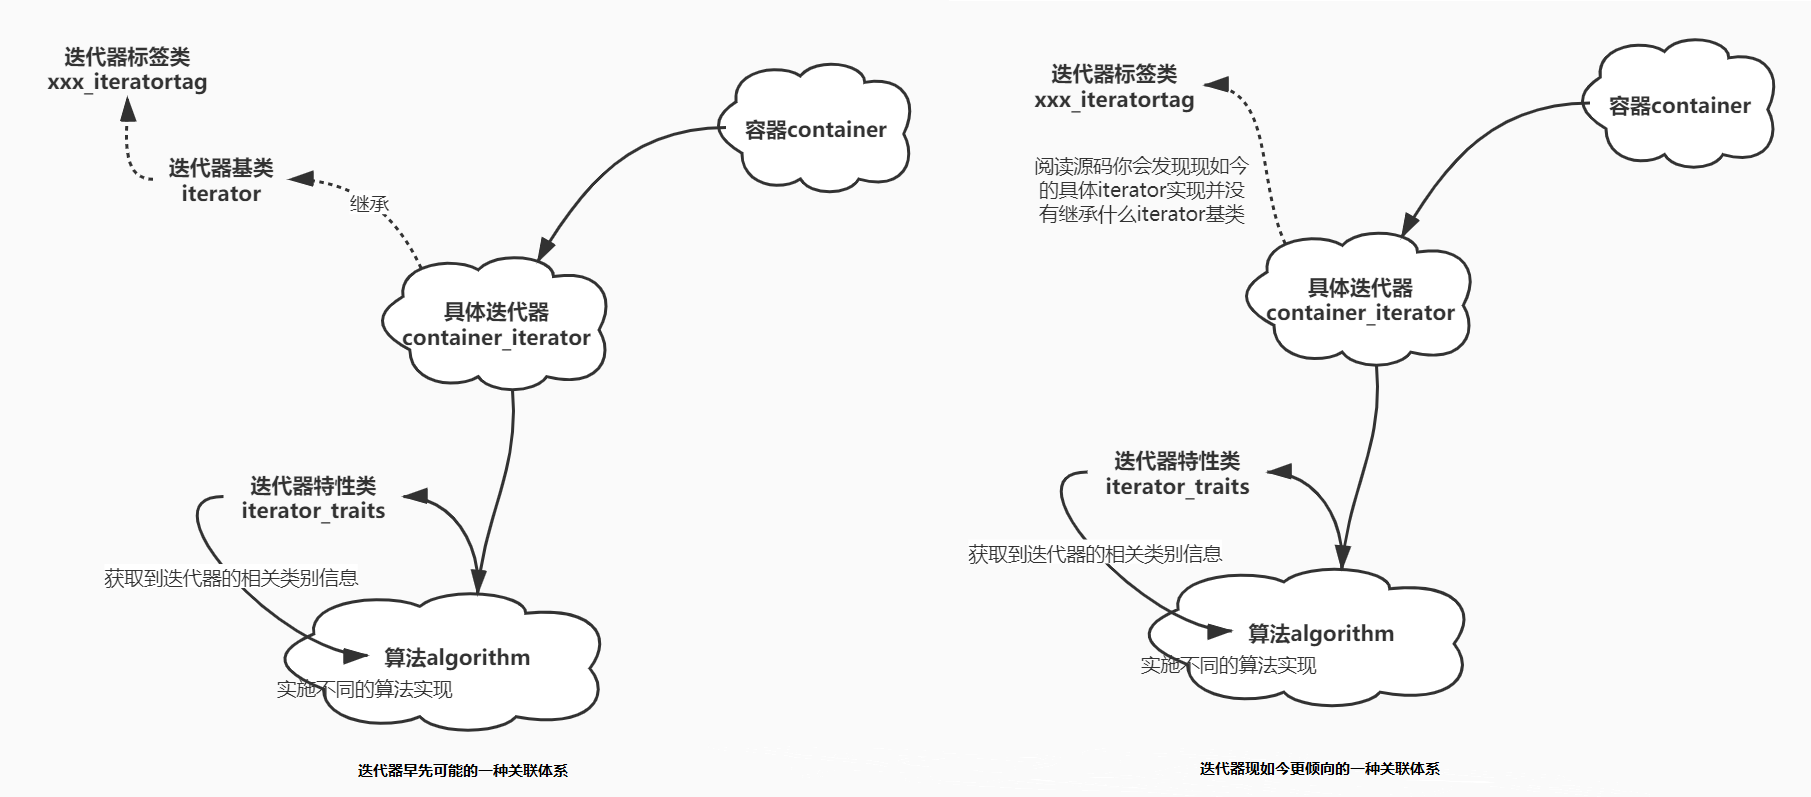 迭代器标签类
xxx_iteratortag
迭代器基类
iterator
继承
容器container
具体迭代器
container_iterator
迭代器特性类
iterator_traits
获取到迭代器的相关类别信息
算法algorithm
实施不同的算法实现
迭代器早先可能的一种关联体系
迭代器标签类
xxx_iteratortag
阅读源码你会发现现如今
的具体iterator实现并没
有继承什么iterator基类
容器container
具体迭代器
container_iterator
迭代器特性类
iterator_traits
获取到迭代器的相关类别信息
算法algorithm
实施不同的算法实现
迭代器现如今更倾向的一种关联体系